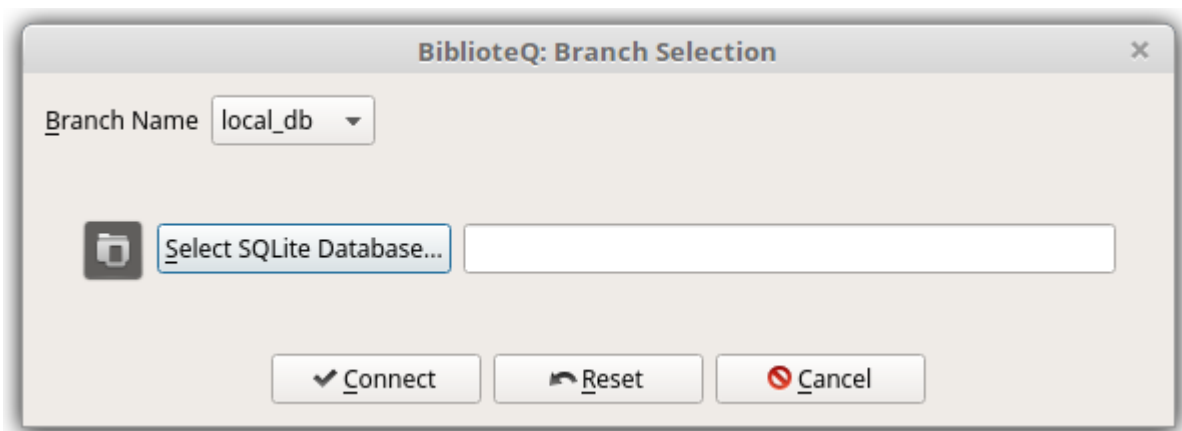 BiblioteQ: Branch Selection
Branch Name local_db
Select SQLite Database...
Connect Reset Cancel